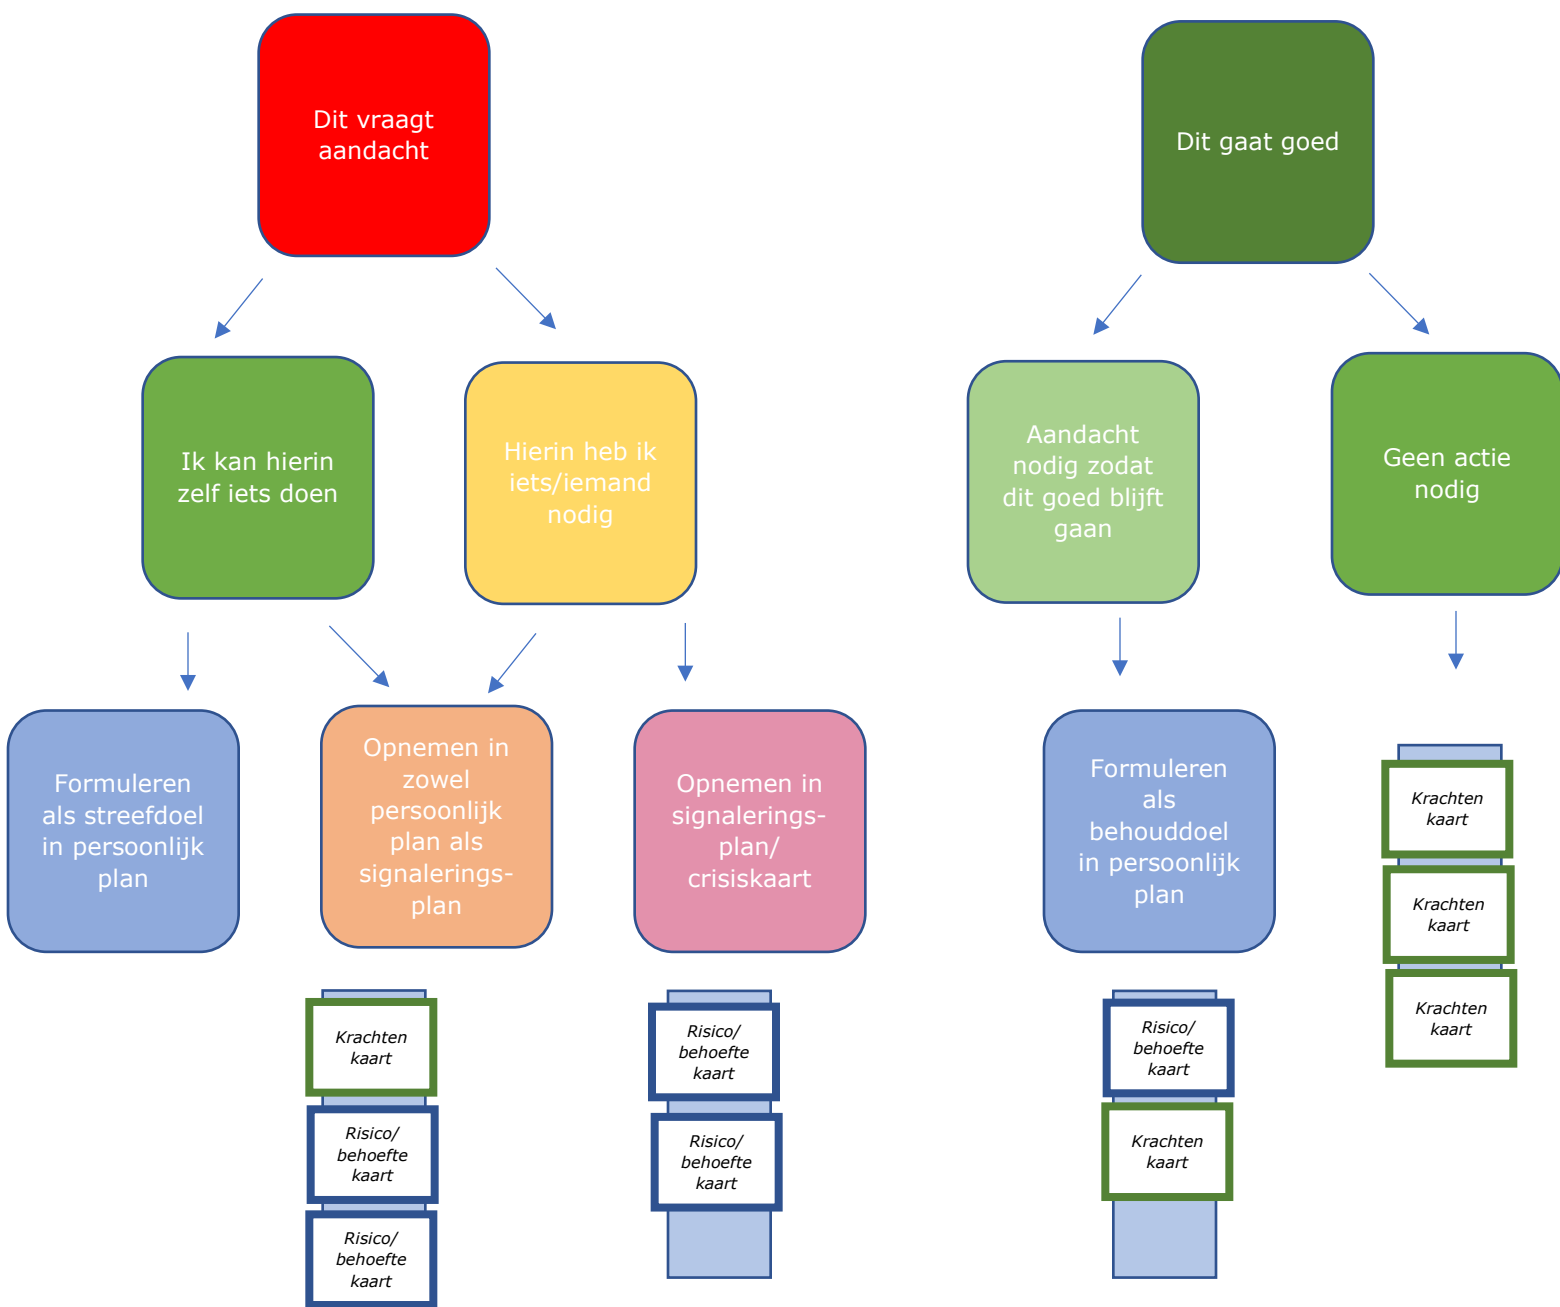 Dit vraagt
aandacht
Dit gaat goed
Ik kan hierin
zelf iets doen
Hierin heb ik
iets/iemand
nodig
Aandacht
nodig zodat
dit goed blijft
gaan
Geen actie
nodig
Formuleren
als streefdoel
in persoonlijk
plan
Opnemen in
zowel
persoonlijk
plan als
signalerings-
plan
Opnemen in
signalerings-
plan/
crisiskaart
Formuleren
als
behouddoel
in persoonlijk
plan
Krachten
kaart
Krachten
kaart
Krachten
kaart
Krachten
kaart
Risico/
behoefte
kaart
Risico/
behoefte
kaart
Risico/
behoefte
kaart
Risico/
behoefte
kaart
Risico/
behoefte
kaart
Krachten
kaart